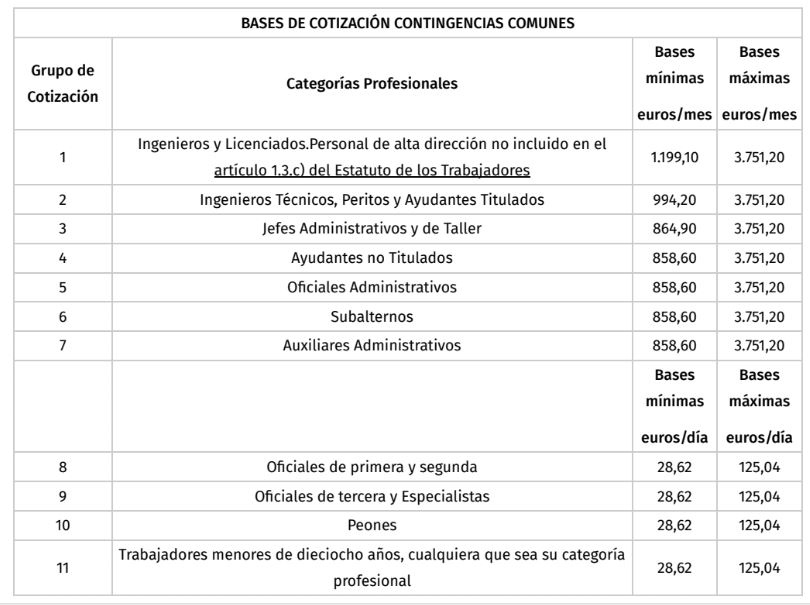 BASES DE COTIZACIÓN CONTINGENCIAS COMUNES
Grupo de Cotización | Categorías Profesionales | Bases mínimas euros/mes | Bases máximas euros/mes
1 | Ingenieros y Licenciados.Personal de alta dirección no incluido en el artículo 1.3.c) del Estatuto de los Trabajadores | 1.199,10 | 3.751,20
2 | Ingenieros Técnicos, Peritos y Ayudantes Titulados | 994,20 | 3.751,20
3 | Jefes Administrativos y de Taller | 864,90 | 3.751,20
4 | Ayudantes no Titulados | 858,60 | 3.751,20
5 | Oficiales Administrativos | 858,60 | 3.751,20
6 | Subalternos | 858,60 | 3.751,20
7 | Auxiliares Administrativos | 858,60 | 3.751,20
Bases mínimas euros/día | Bases máximas euros/día
8 | Oficiales de primera y segunda | 28,62 | 125,04
9 | Oficiales de tercera y Especialistas | 28,62 | 125,04
10 | Peones | 28,62 | 125,04
11 | Trabajadores menores de dieciocho años, cualquiera que sea su categoría profesional | 28,62 | 125,04